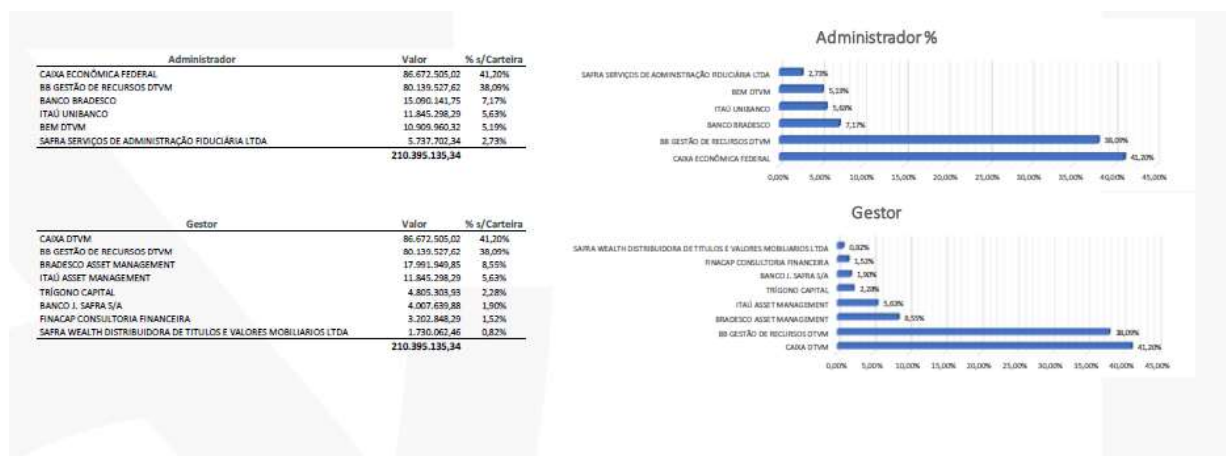 Administrador Valor % s/Carteira
CAIXA ECONÔMICA FEDERAL 86.672.505,02 41,20%
BB GESTÃO DE RECURSOS DTVM 80.139.527,62 38,09%
BANCO BRADESCO 15.090.141,75 7,17%
ITAÚ UNIBANCO 11.845.298,29 5,63%
BEM DTVM 10.909.960,32 5,19%
SAFRA SERVIÇOS DE ADMINISTRAÇÃO FIDUCIÁRIA LTDA 5.737.702,34 2,73%
210.395.135,34
Administrador %
SAFRA SERVIÇOS DE ADMINISTRAÇÃO FIDUCIÁRIA LTDA 2,73%
BEM DTVM 5,19%
ITAÚ UNIBANCO 5,63%
BANCO BRADESCO 7,17%
BB GESTÃO DE RECURSOS DTVM 38,09%
CAIXA ECONÔMICA FEDERAL 41,20%
0,00% 5,00% 10,00% 15,00% 20,00% 25,00% 30,00% 35,00% 40,00% 45,00%
Gestor Valor % s/Carteira
CAIXA DTVM 86.672.505,02 41,20%
BB GESTÃO DE RECURSOS DTVM 80.139.527,62 38,09%
BRADESCO ASSET MANAGEMENT 17.991.949,85 8,55%
ITAÚ ASSET MANAGEMENT 11.845.298,29 5,63%
TRÍGONO CAPITAL 4.805.303,93 2,28%
BANCO J. SAFRA S/A 4.007.639,88 1,90%
FINACAP CONSULTORIA FINANCEIRA 3.202.848,29 1,52%
SAFRA WEALTH DISTRIBUIDORA DE TITULOS E VALORES MOBILIARIOS LTDA 1.730.062,46 0,82%
210.395.135,34
Gestor
SAFRA WEALTH DISTRIBUIDORA DE TITULOS E VALORES MOBILIARIOS LTDA 0,82%
FINACAP CONSULTORIA FINANCEIRA 1,52%
BANCO J. SAFRA S/A 1,90%
TRÍGONO CAPITAL 2,28%
ITAÚ ASSET MANAGEMENT 5,63%
BRADESCO ASSET MANAGEMENT 8,55%
BB GESTÃO DE RECURSOS DTVM 38,09%
CAIXA DTVM 41,20%
0,00% 5,00% 10,00% 15,00% 20,00% 25,00% 30,00% 35,00% 40,00% 45,00%